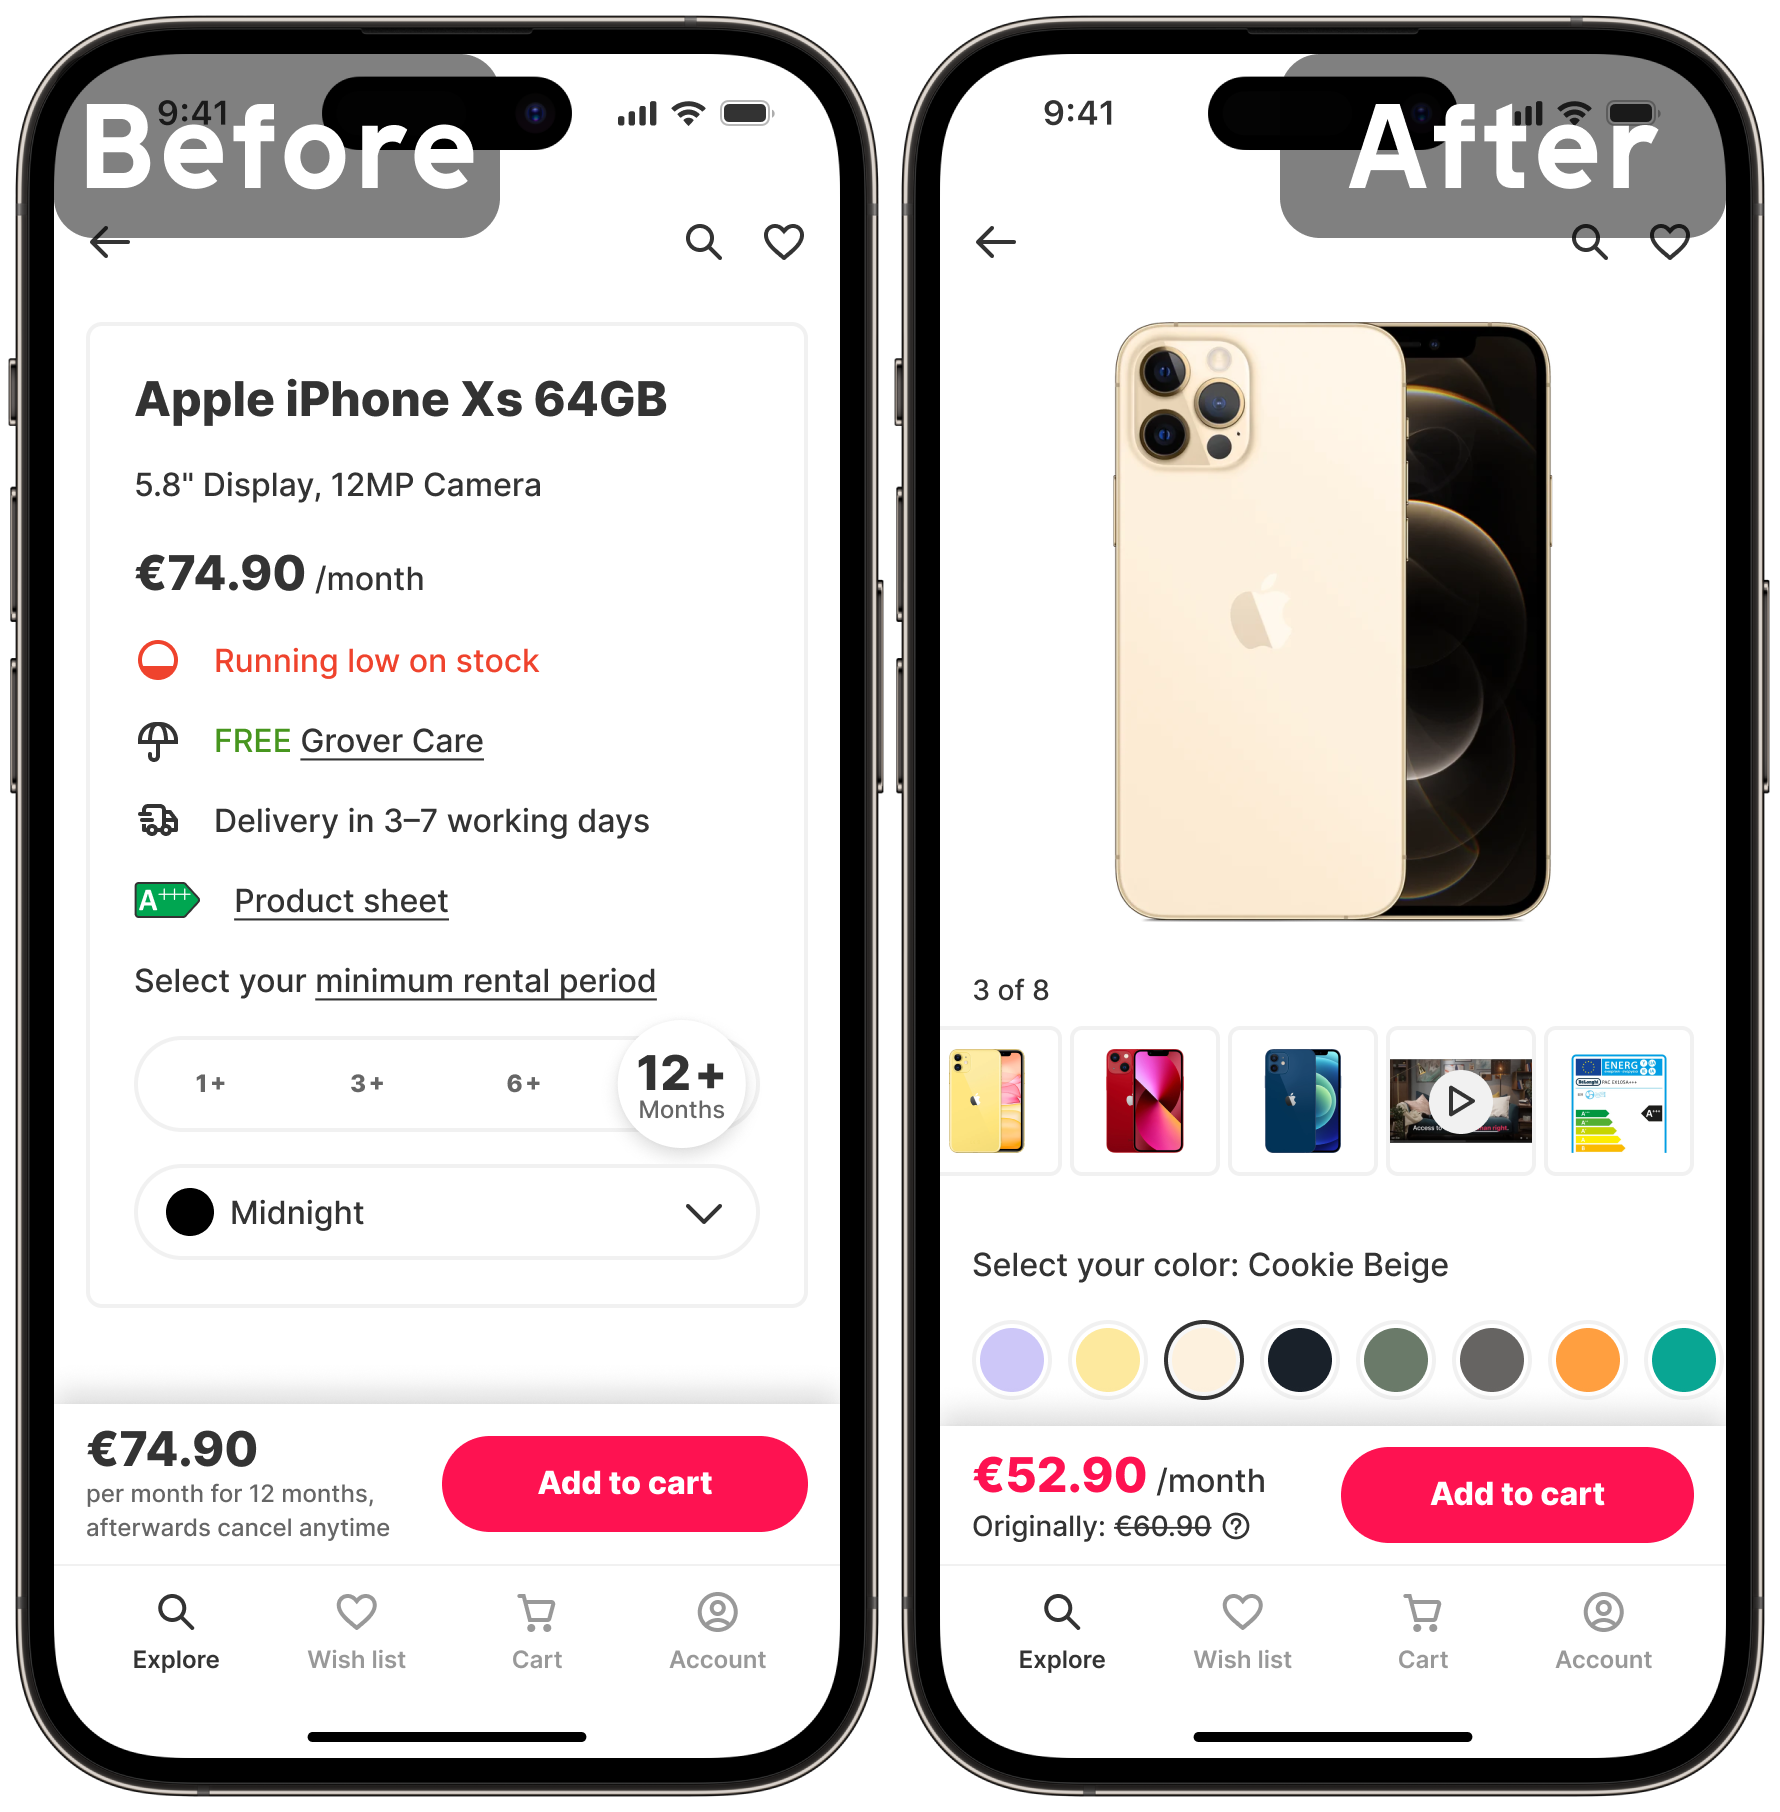 Before
9:41
Apple iPhone Xs 64GB
5.8" Display, 12MP Camera
€74.90 /month
Running low on stock
FREE Grover Care
Delivery in 3–7 working days
A+++ Product sheet
Select your minimum rental period
1+ 3+ 6+ 12+
Months
Midnight
€74.90
per month for 12 months,
afterwards cancel anytime
Add to cart
Explore Wish list Cart Account
After
9:41
3 of 8
ENERG
Select your color: Cookie Beige
€52.90 /month
Originally: €60.90
Add to cart
Explore Wish list Cart Account